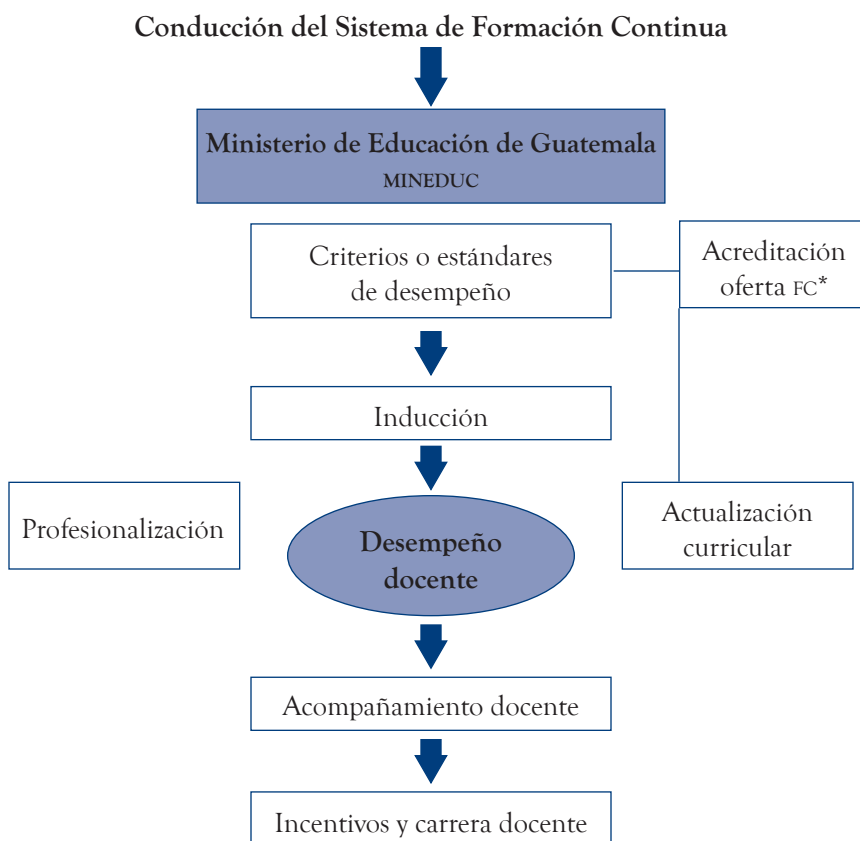 Conducción del Sistema de Formación Continua
Ministerio de Educación de Guatemala
MINEDUC
Criterios o estándares
de desempeño
Acreditación
oferta FC*
Inducción
Profesionalización
Desempeño
docente
Actualización
curricular
Acompañamiento docente
Incentivos y carrera docente